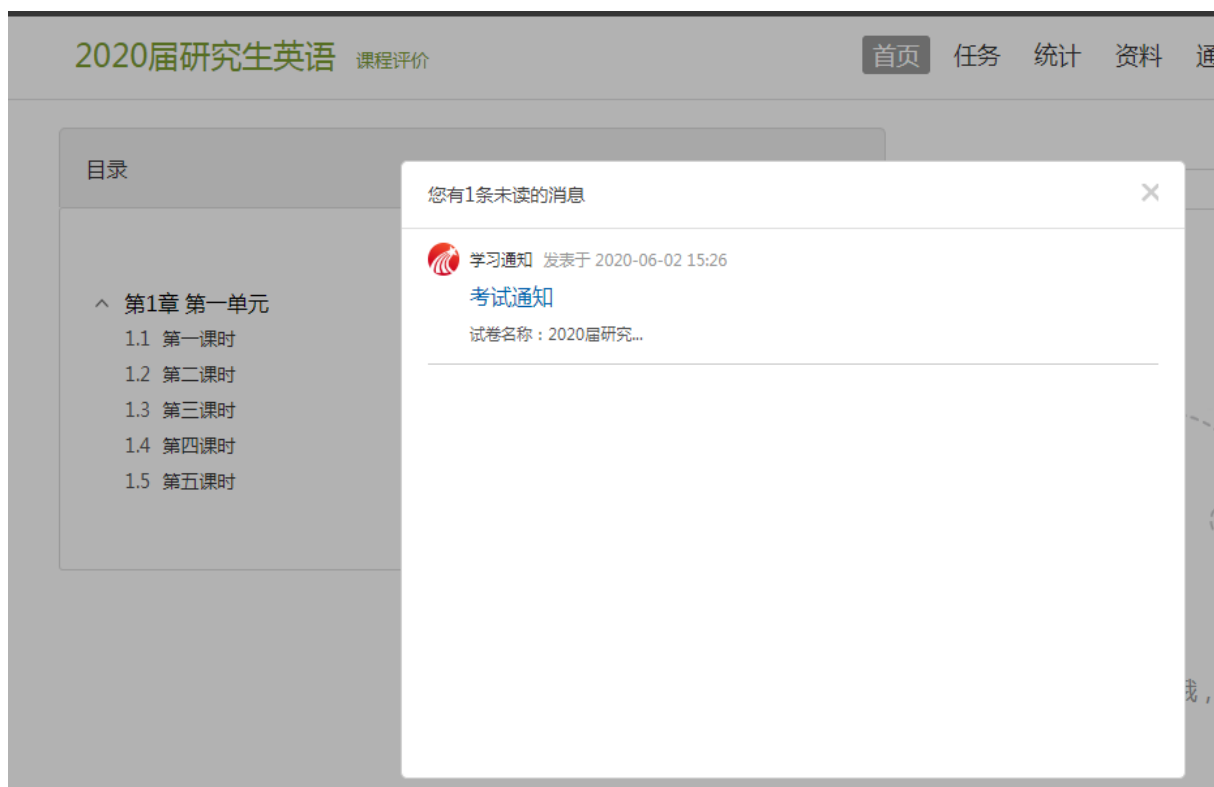 2020届研究生英语 课程评价 首页 任务 统计 资料 通
目录
您有1条未读的消息
学习通知 发表于 2020-06-02 15:26
考试通知
试卷名称：2020届研究...
第1章 第一单元
1.1 第一课时
1.2 第二课时
1.3 第三课时
1.4 第四课时
1.5 第五课时